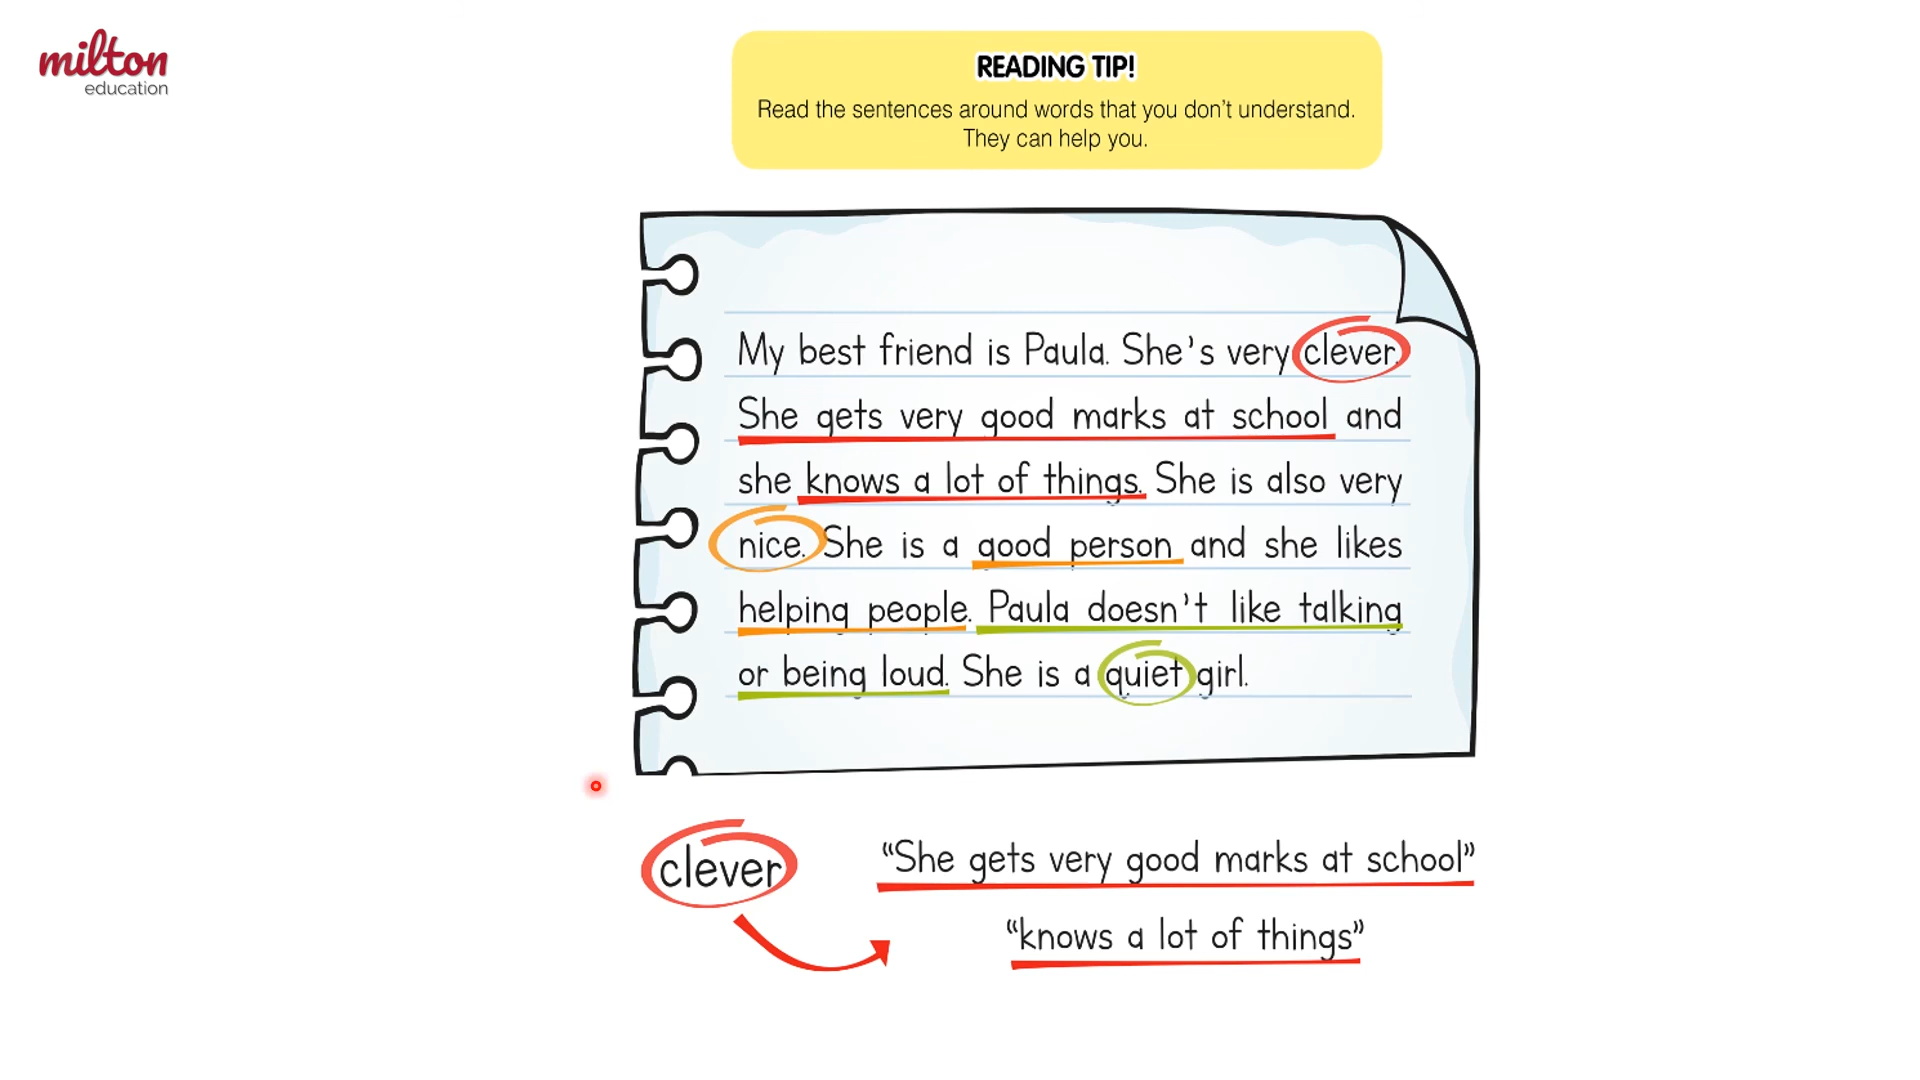 milton
education
READING TIP!
Read the sentences around words that you don't understand.
They can help you.
My best friend is Paula. She's very clever.
She gets very good marks at school and
she knows a lot of things. She is also very
nice. She is a good person and she likes
helping people. Paula doesn't like talking
or being loud. She is a quiet girl.
clever
“She gets very good marks at school”
“knows a lot of things”